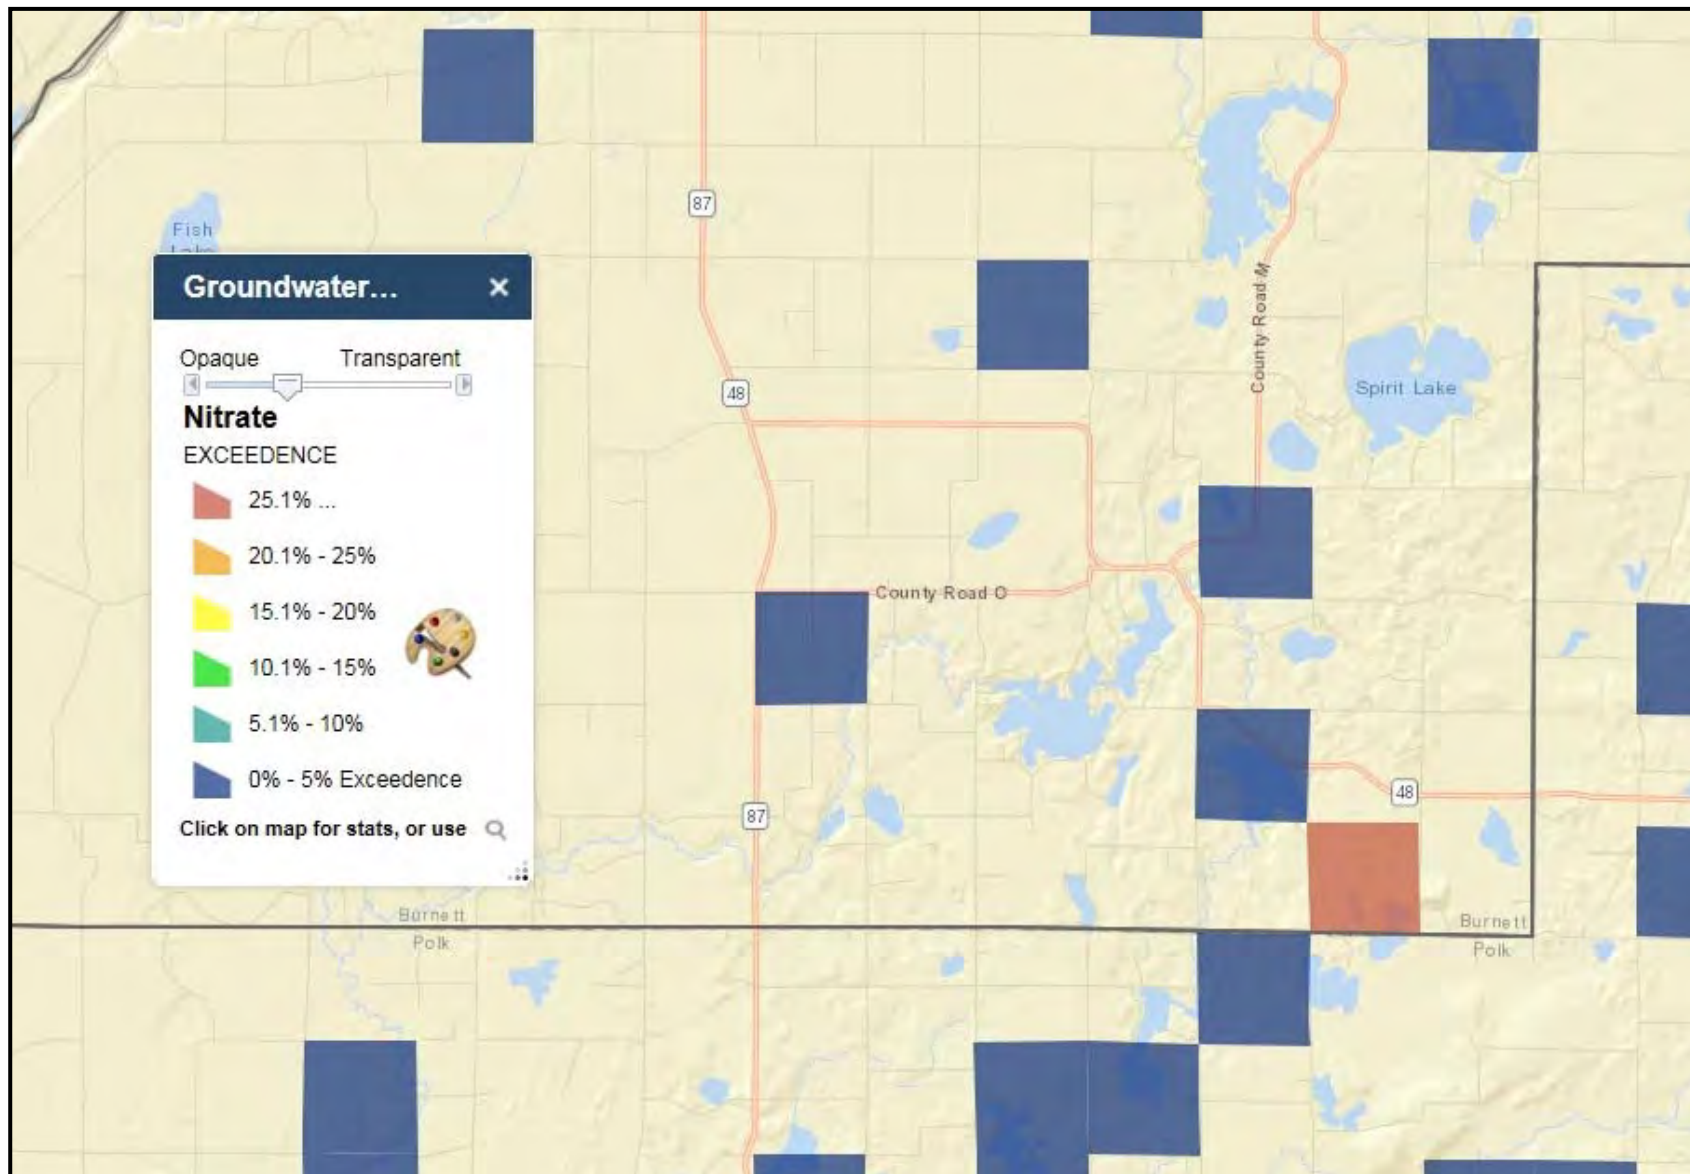 87
Fish
Lake
Groundwater...
Opaque Transparent
Nitrate
EXCEEDENCE
25.1% ...
20.1% - 25%
15.1% - 20%
10.1% - 15%
5.1% - 10%
0% - 5% Exceedence
Click on map for stats, or use
48
County Road M
Spirit Lake
County Road O
48
87
Burnett
Polk
Burnett
Polk